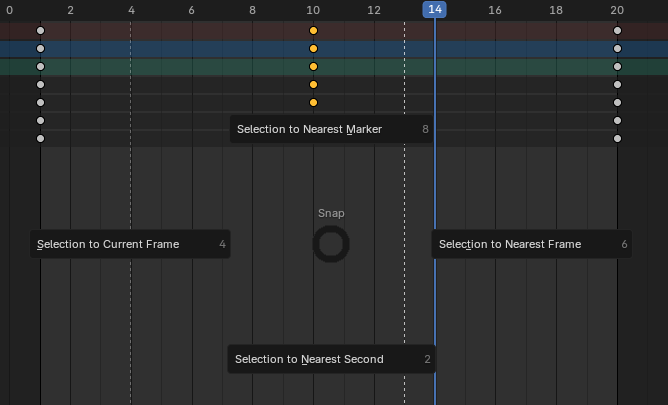 0 2 4 6 8 10 12 14 16 18 20
Selection to Nearest Marker 8
Snap
Selection to Current Frame 4
Selection to Nearest Frame 6
Selection to Nearest Second 2